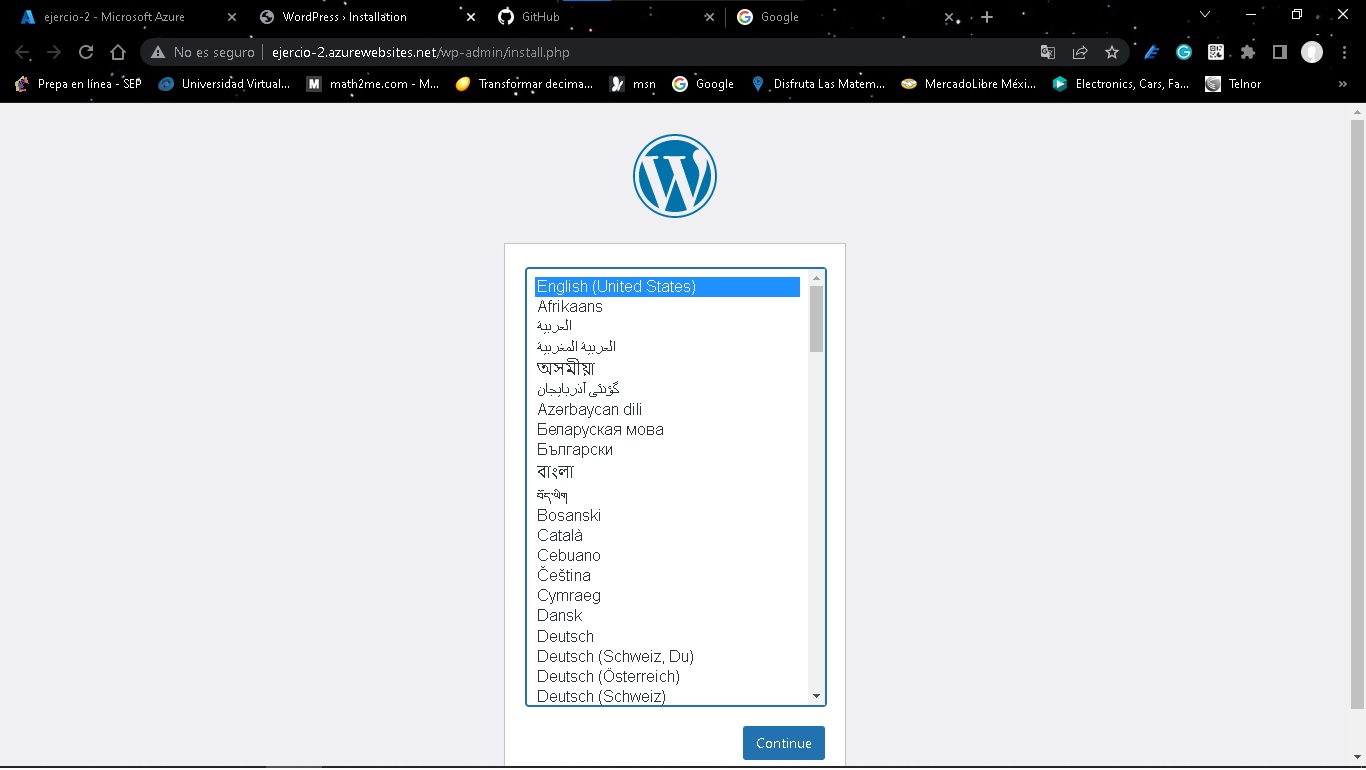 ejercio-2 - Microsoft Azure
WordPress › Installation
GitHub
Google
No es seguro
ejercio-2.azurewebsites.net/wp-admin/install.php
Prepa en línea - SEP
Universidad Virtual...
math2me.com - M...
Transformar decima...
msn
Google
Disfruta Las Matem...
MercadoLibre Méxi...
Electronics, Cars, Fa...
Telnor
»
English (United States)
Afrikaans
العربية
العربية المغربية
অসমীয়া
گؤنئی آذربایجان
Azərbaycan dili
Беларуская мова
Български
বাংলা
བོད་ཡིག
Bosanski
Català
Cebuano
Čeština
Cymraeg
Dansk
Deutsch
Deutsch (Schweiz, Du)
Deutsch (Österreich)
Deutsch (Schweiz)
Continue